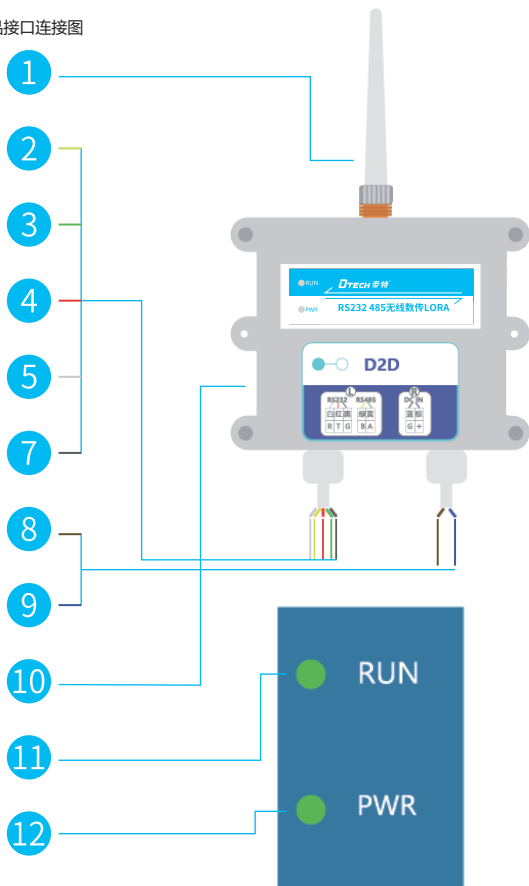 品接口连接图
1
2
3
4
5
7
8
9
10
11
12
RUN
DTECH 帝特
PWR
RS232 485无线数传LORA
D2D
L
R
RS232 RS485
DC IN
白 红 黑 绿 黄
蓝 棕
R T G B A
G +
RUN
PWR